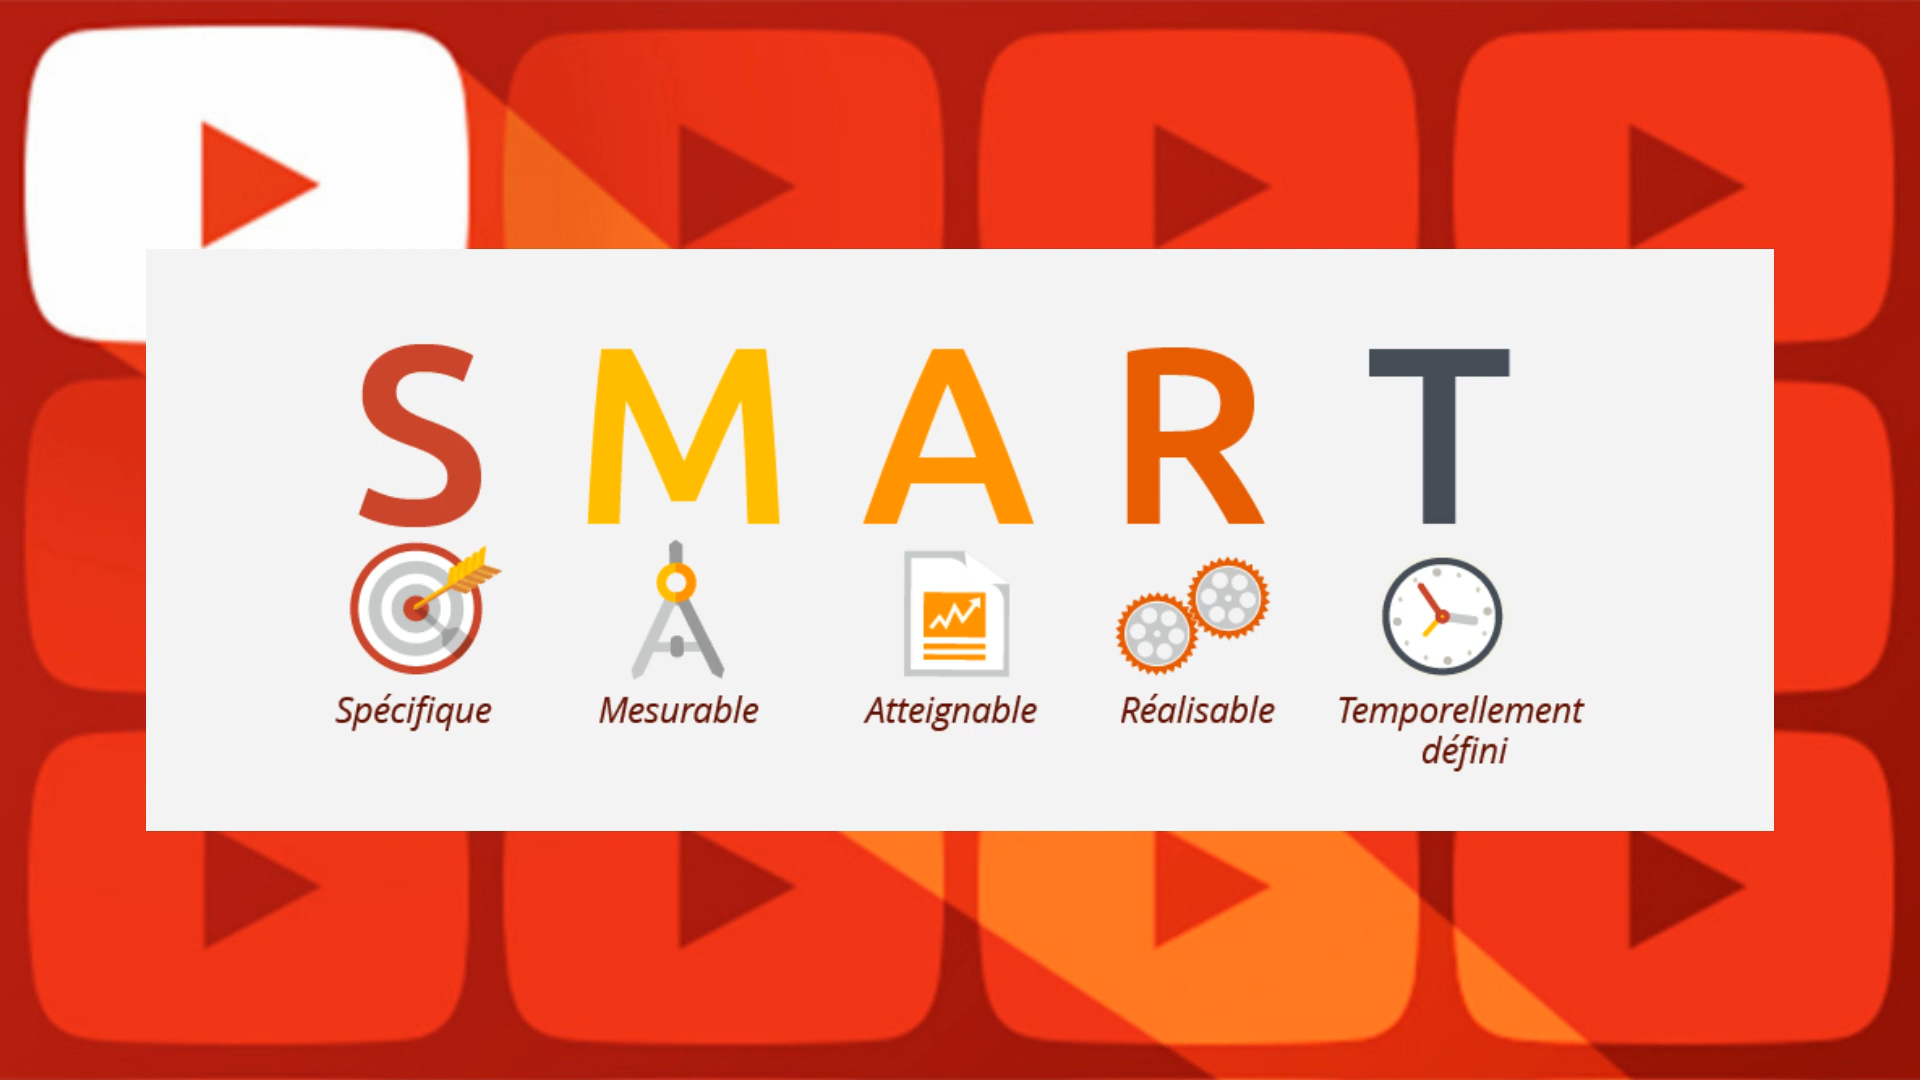 S M A R T
Spécifique Mesurable Atteignable Réalisable Temporellement
défini